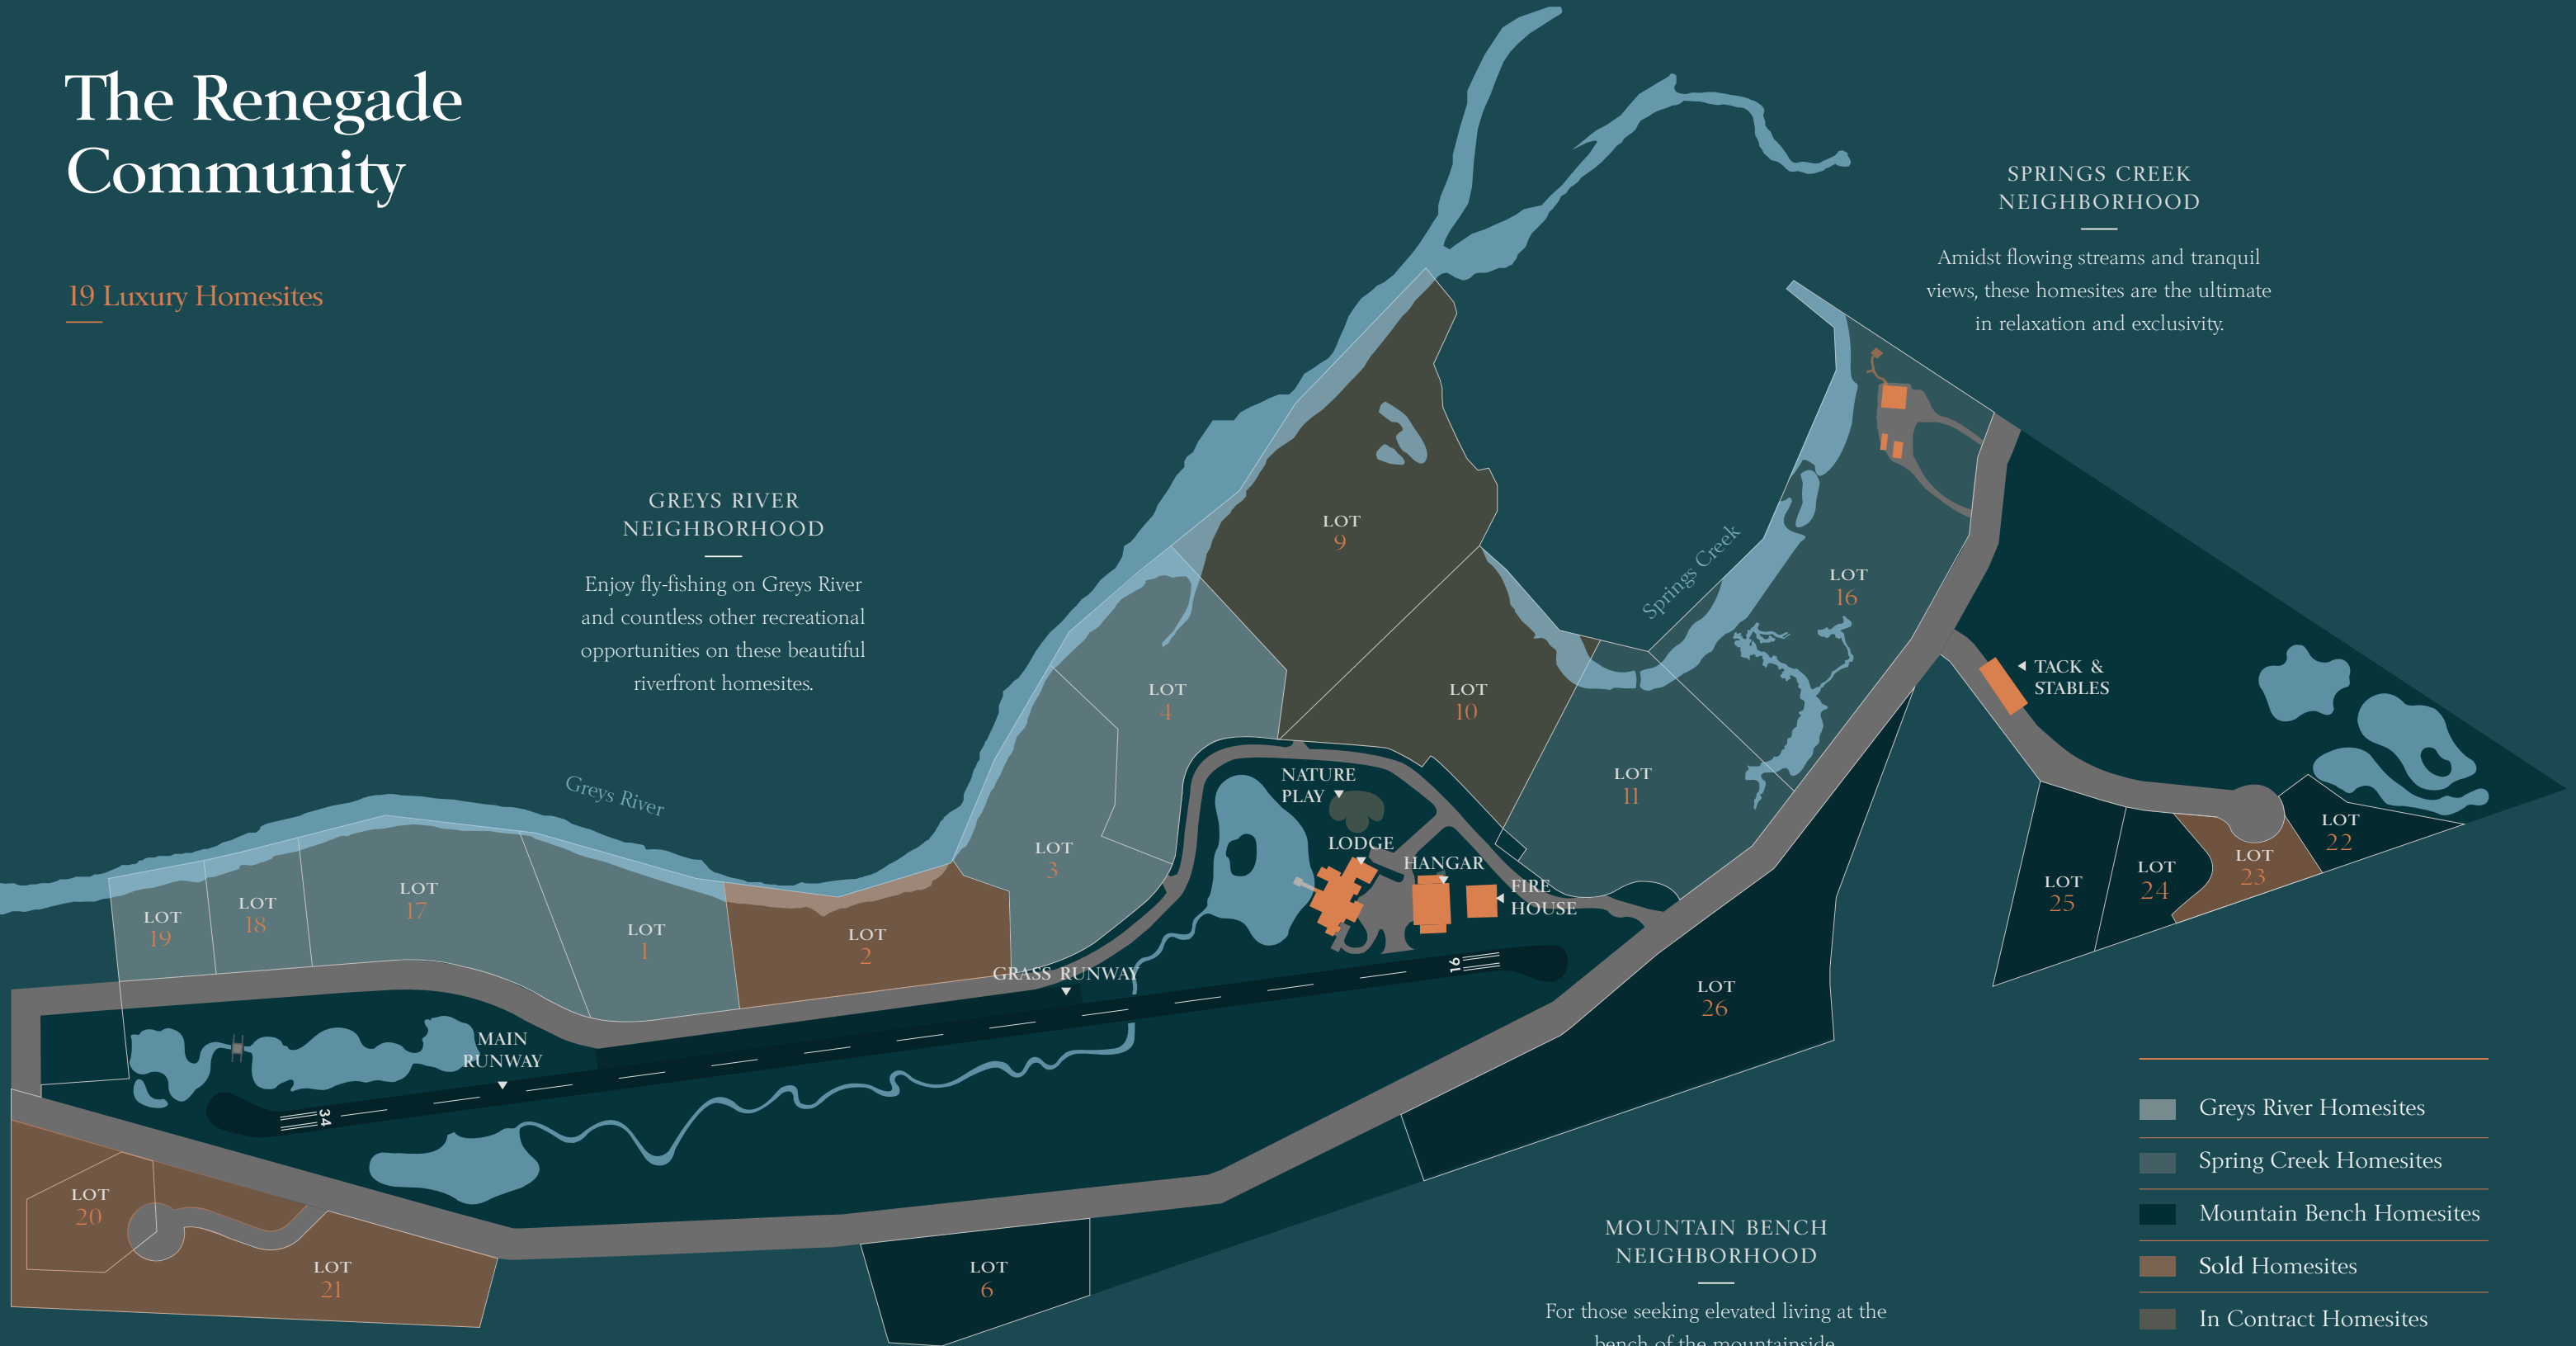 The Renegade
Community
19 Luxury Homesites
SPRINGS CREEK
NEIGHBORHOOD
Amidst flowing streams and tranquil
views, these homesites are the ultimate
in relaxation and exclusivity.
GREYS RIVER
NEIGHBORHOOD
Enjoy fly-fishing on Greys River
and countless other recreational
opportunities on these beautiful
riverfront homesites.
LOT
9
Springs Creek
LOT
16
LOT
4
LOT
10
TACK &
STABLES
Greys River
NATURE
PLAY
LOT
11
LOT
3
LODGE
HANGAR
FIRE
HOUSE
LOT
22
LOT
23
LOT
24
LOT
25
LOT
19
LOT
18
LOT
17
LOT
1
LOT
2
GRASS RUNWAY
16
LOT
26
MAIN
RUNWAY
34
LOT
20
LOT
21
LOT
6
MOUNTAIN BENCH
NEIGHBORHOOD
For those seeking elevated living at the
bench of the mountainside
Greys River Homesites
Spring Creek Homesites
Mountain Bench Homesites
Sold Homesites
In Contract Homesites